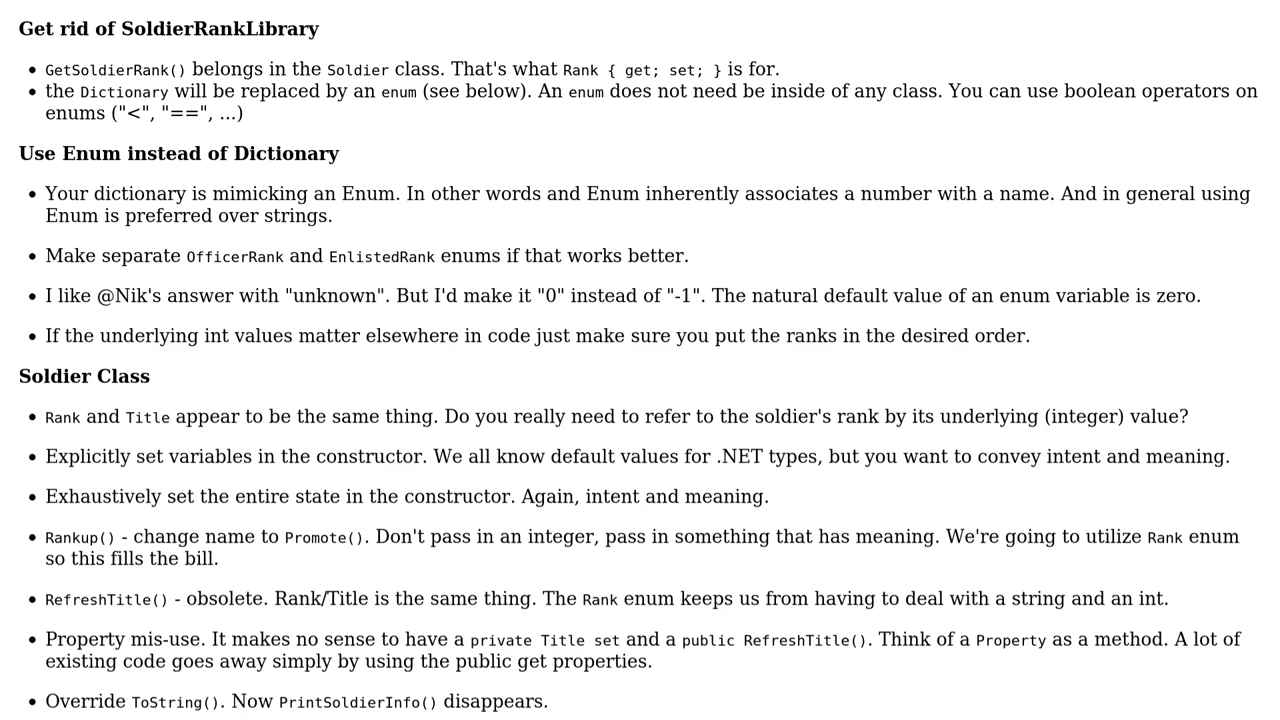 Get rid of SoldierRankLibrary
• GetSoldierRank() belongs in the Soldier class. That's what Rank { get; set; } is for.
• the Dictionary will be replaced by an enum (see below). An enum does not need be inside of any class. You can use boolean operators on
enums ("<", "==", ...)
Use Enum instead of Dictionary
• Your dictionary is mimicking an Enum. In other words and Enum inherently associates a number with a name. And in general using
Enum is preferred over strings.
• Make separate OfficerRank and EnlistedRank enums if that works better.
• I like @Nik's answer with "unknown". But I'd make it "0" instead of "-1". The natural default value of an enum variable is zero.
• If the underlying int values matter elsewhere in code just make sure you put the ranks in the desired order.
Soldier Class
• Rank and Title appear to be the same thing. Do you really need to refer to the soldier's rank by its underlying (integer) value?
• Explicitly set variables in the constructor. We all know default values for .NET types, but you want to convey intent and meaning.
• Exhaustively set the entire state in the constructor. Again, intent and meaning.
• Rankup() - change name to Promote(). Don't pass in an integer, pass in something that has meaning. We're going to utilize Rank enum
so this fills the bill.
• RefreshTitle() - obsolete. Rank/Title is the same thing. The Rank enum keeps us from having to deal with a string and an int.
• Property mis-use. It makes no sense to have a private Title set and a public RefreshTitle(). Think of a Property as a method. A lot of
existing code goes away simply by using the public get properties.
• Override ToString(). Now PrintSoldierInfo() disappears.